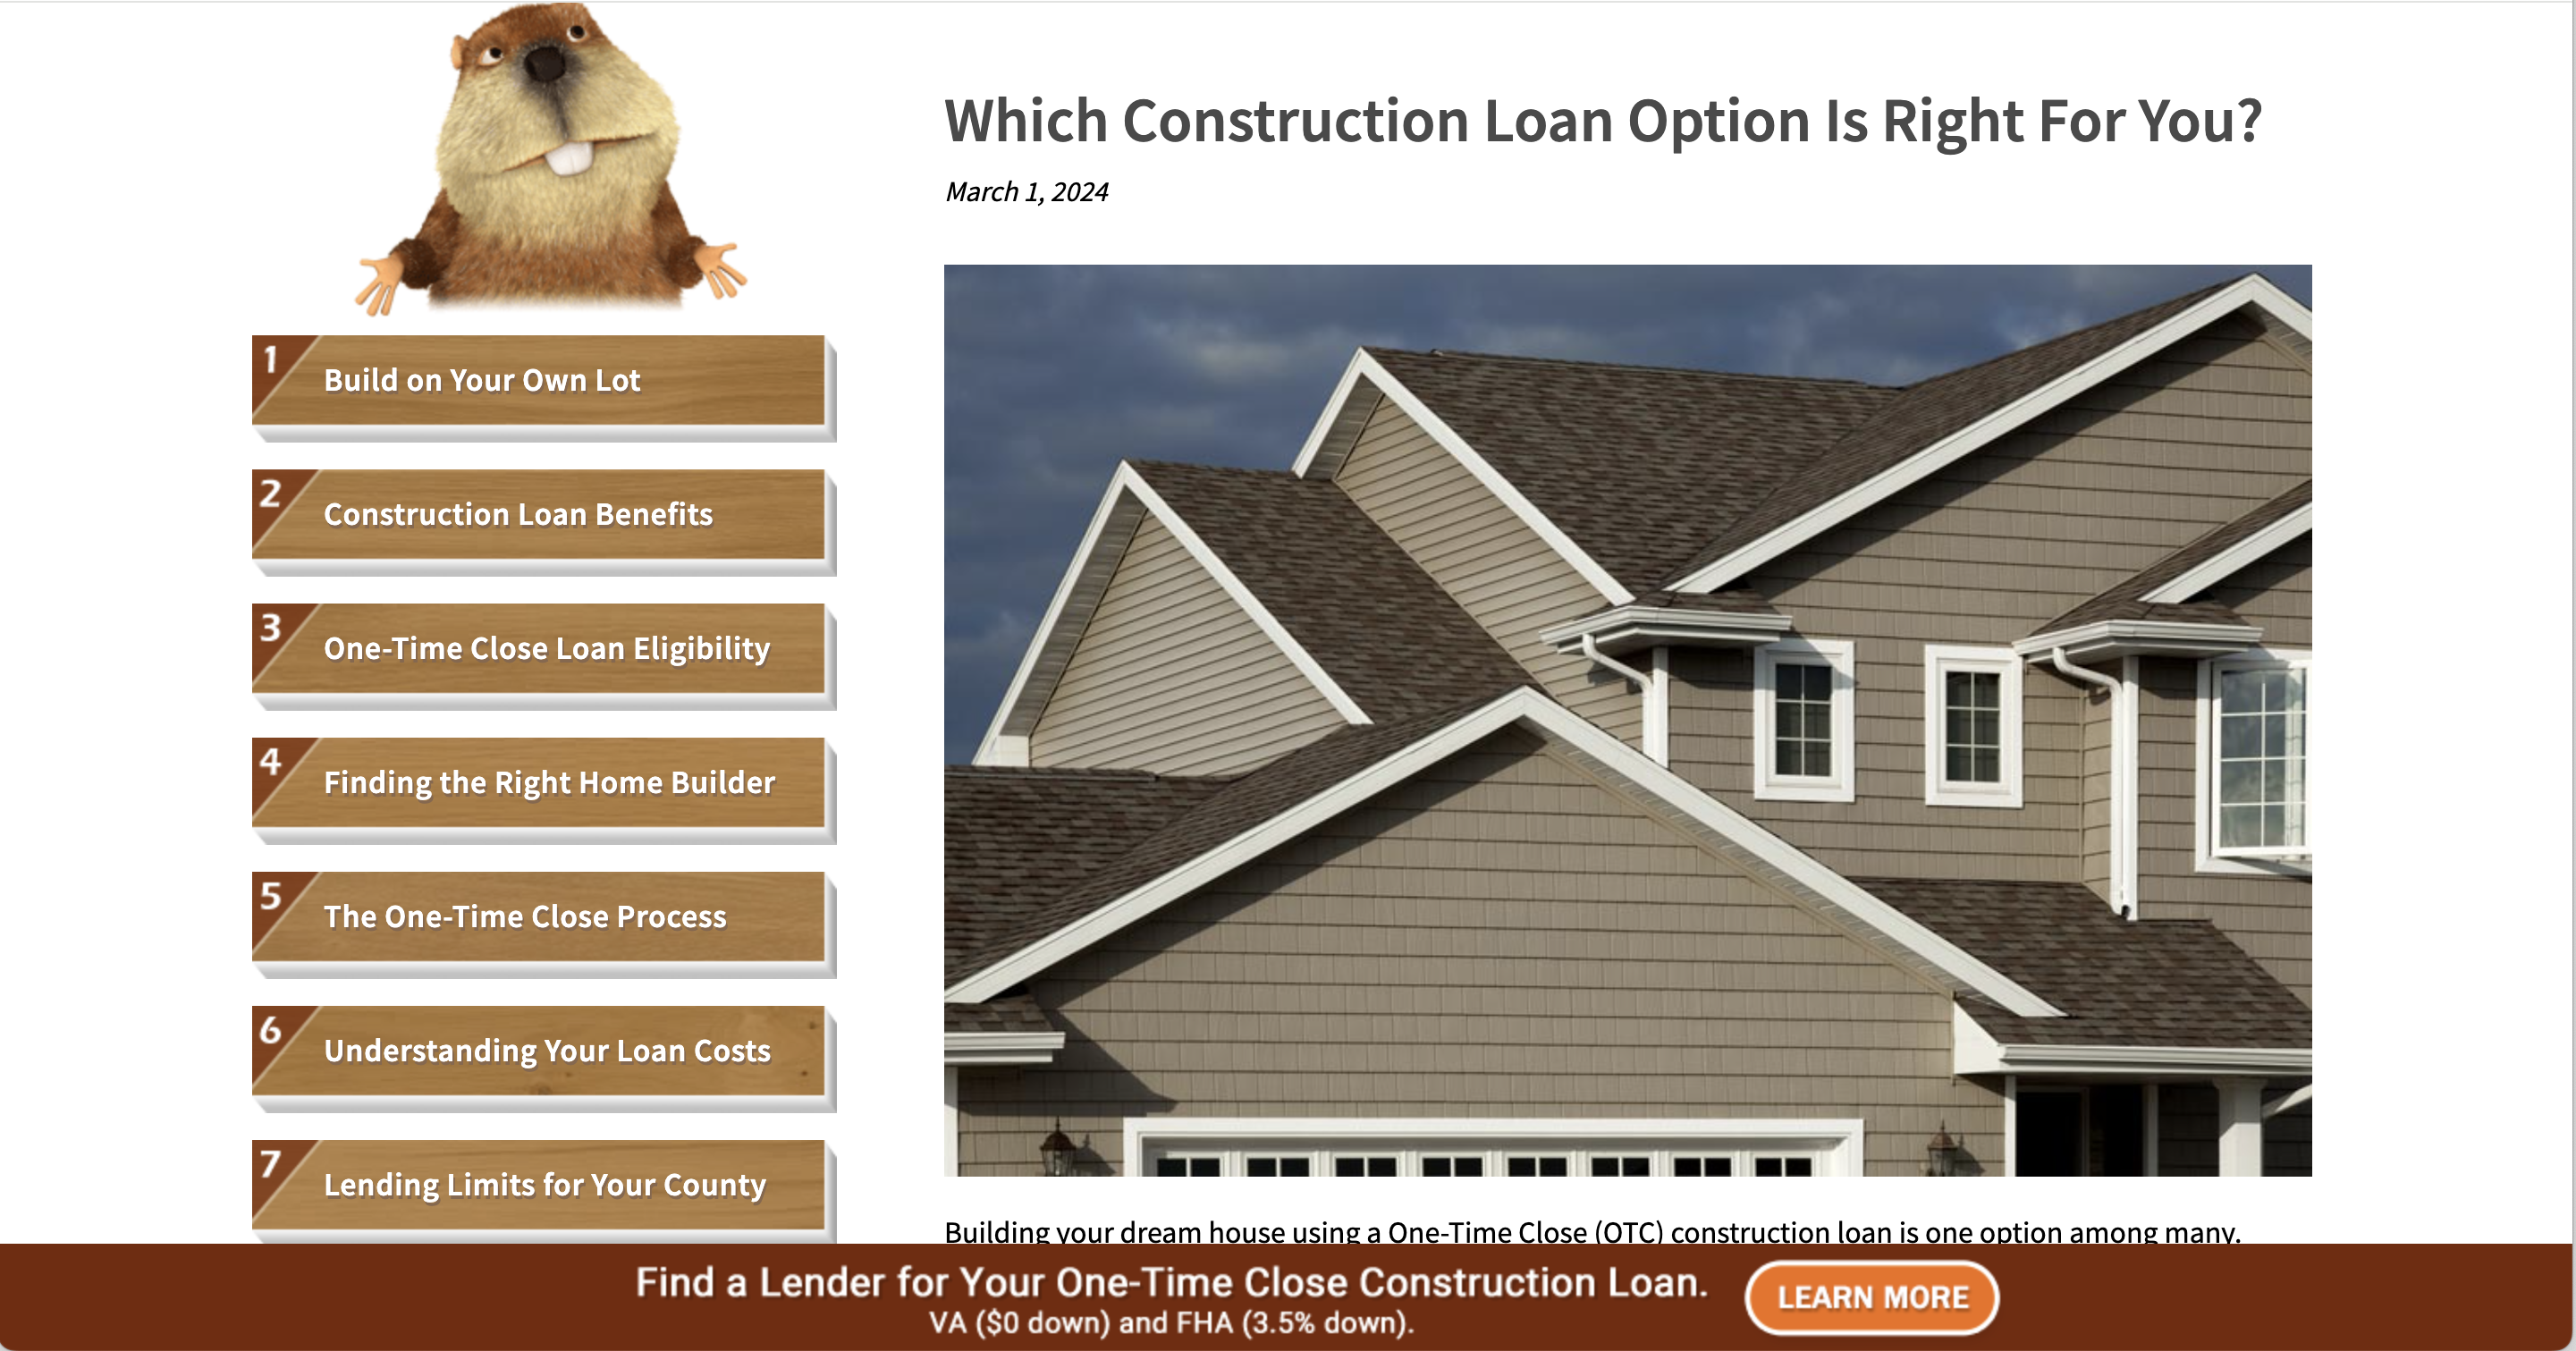 Which Construction Loan Option Is Right For You?
March 1, 2024
1
Build on Your Own Lot
2
Construction Loan Benefits
3
One-Time Close Loan Eligibility
4
Finding the Right Home Builder
5
The One-Time Close Process
6
Understanding Your Loan Costs
7
Lending Limits for Your County
Building your dream house using a One-Time Close (OTC) construction loan is one option among many.
Find a Lender for Your One-Time Close Construction Loan.
VA ($0 down) and FHA (3.5% down).
LEARN MORE